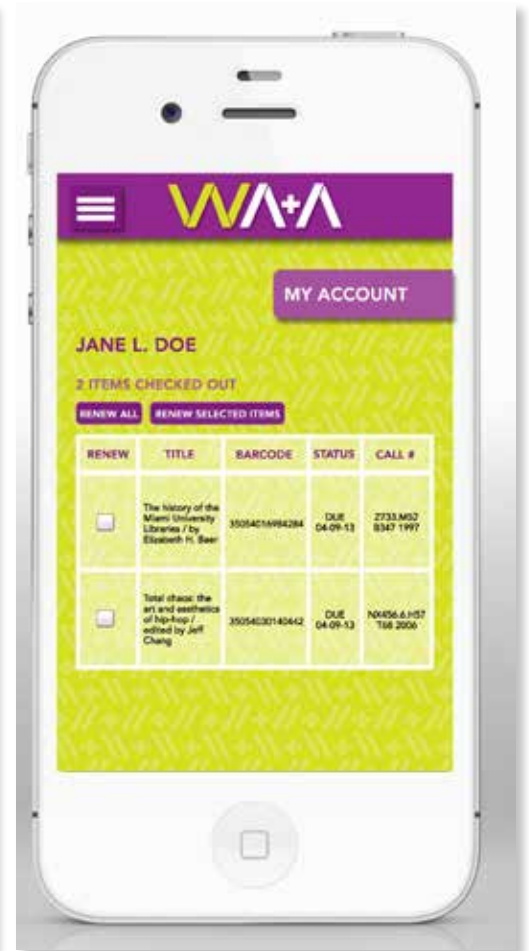 WA+A
MY ACCOUNT
JANE L. DOE
2 ITEMS CHECKED OUT
RENEW ALL RENEW SELECTED ITEMS
RENEW TITLE BARCODE STATUS CALL #
The history of the
Miami University
Libraries / by
Elizabeth H. Baer
35054016984284
DUE
04-09-13
Z733.M52
B347 1997
Total chaos: the
art and aesthetics
of hip-hop /
edited by Jeff
Chang
35054030140442
DUE
04-09-13
NX456.5.H57
T68 2006